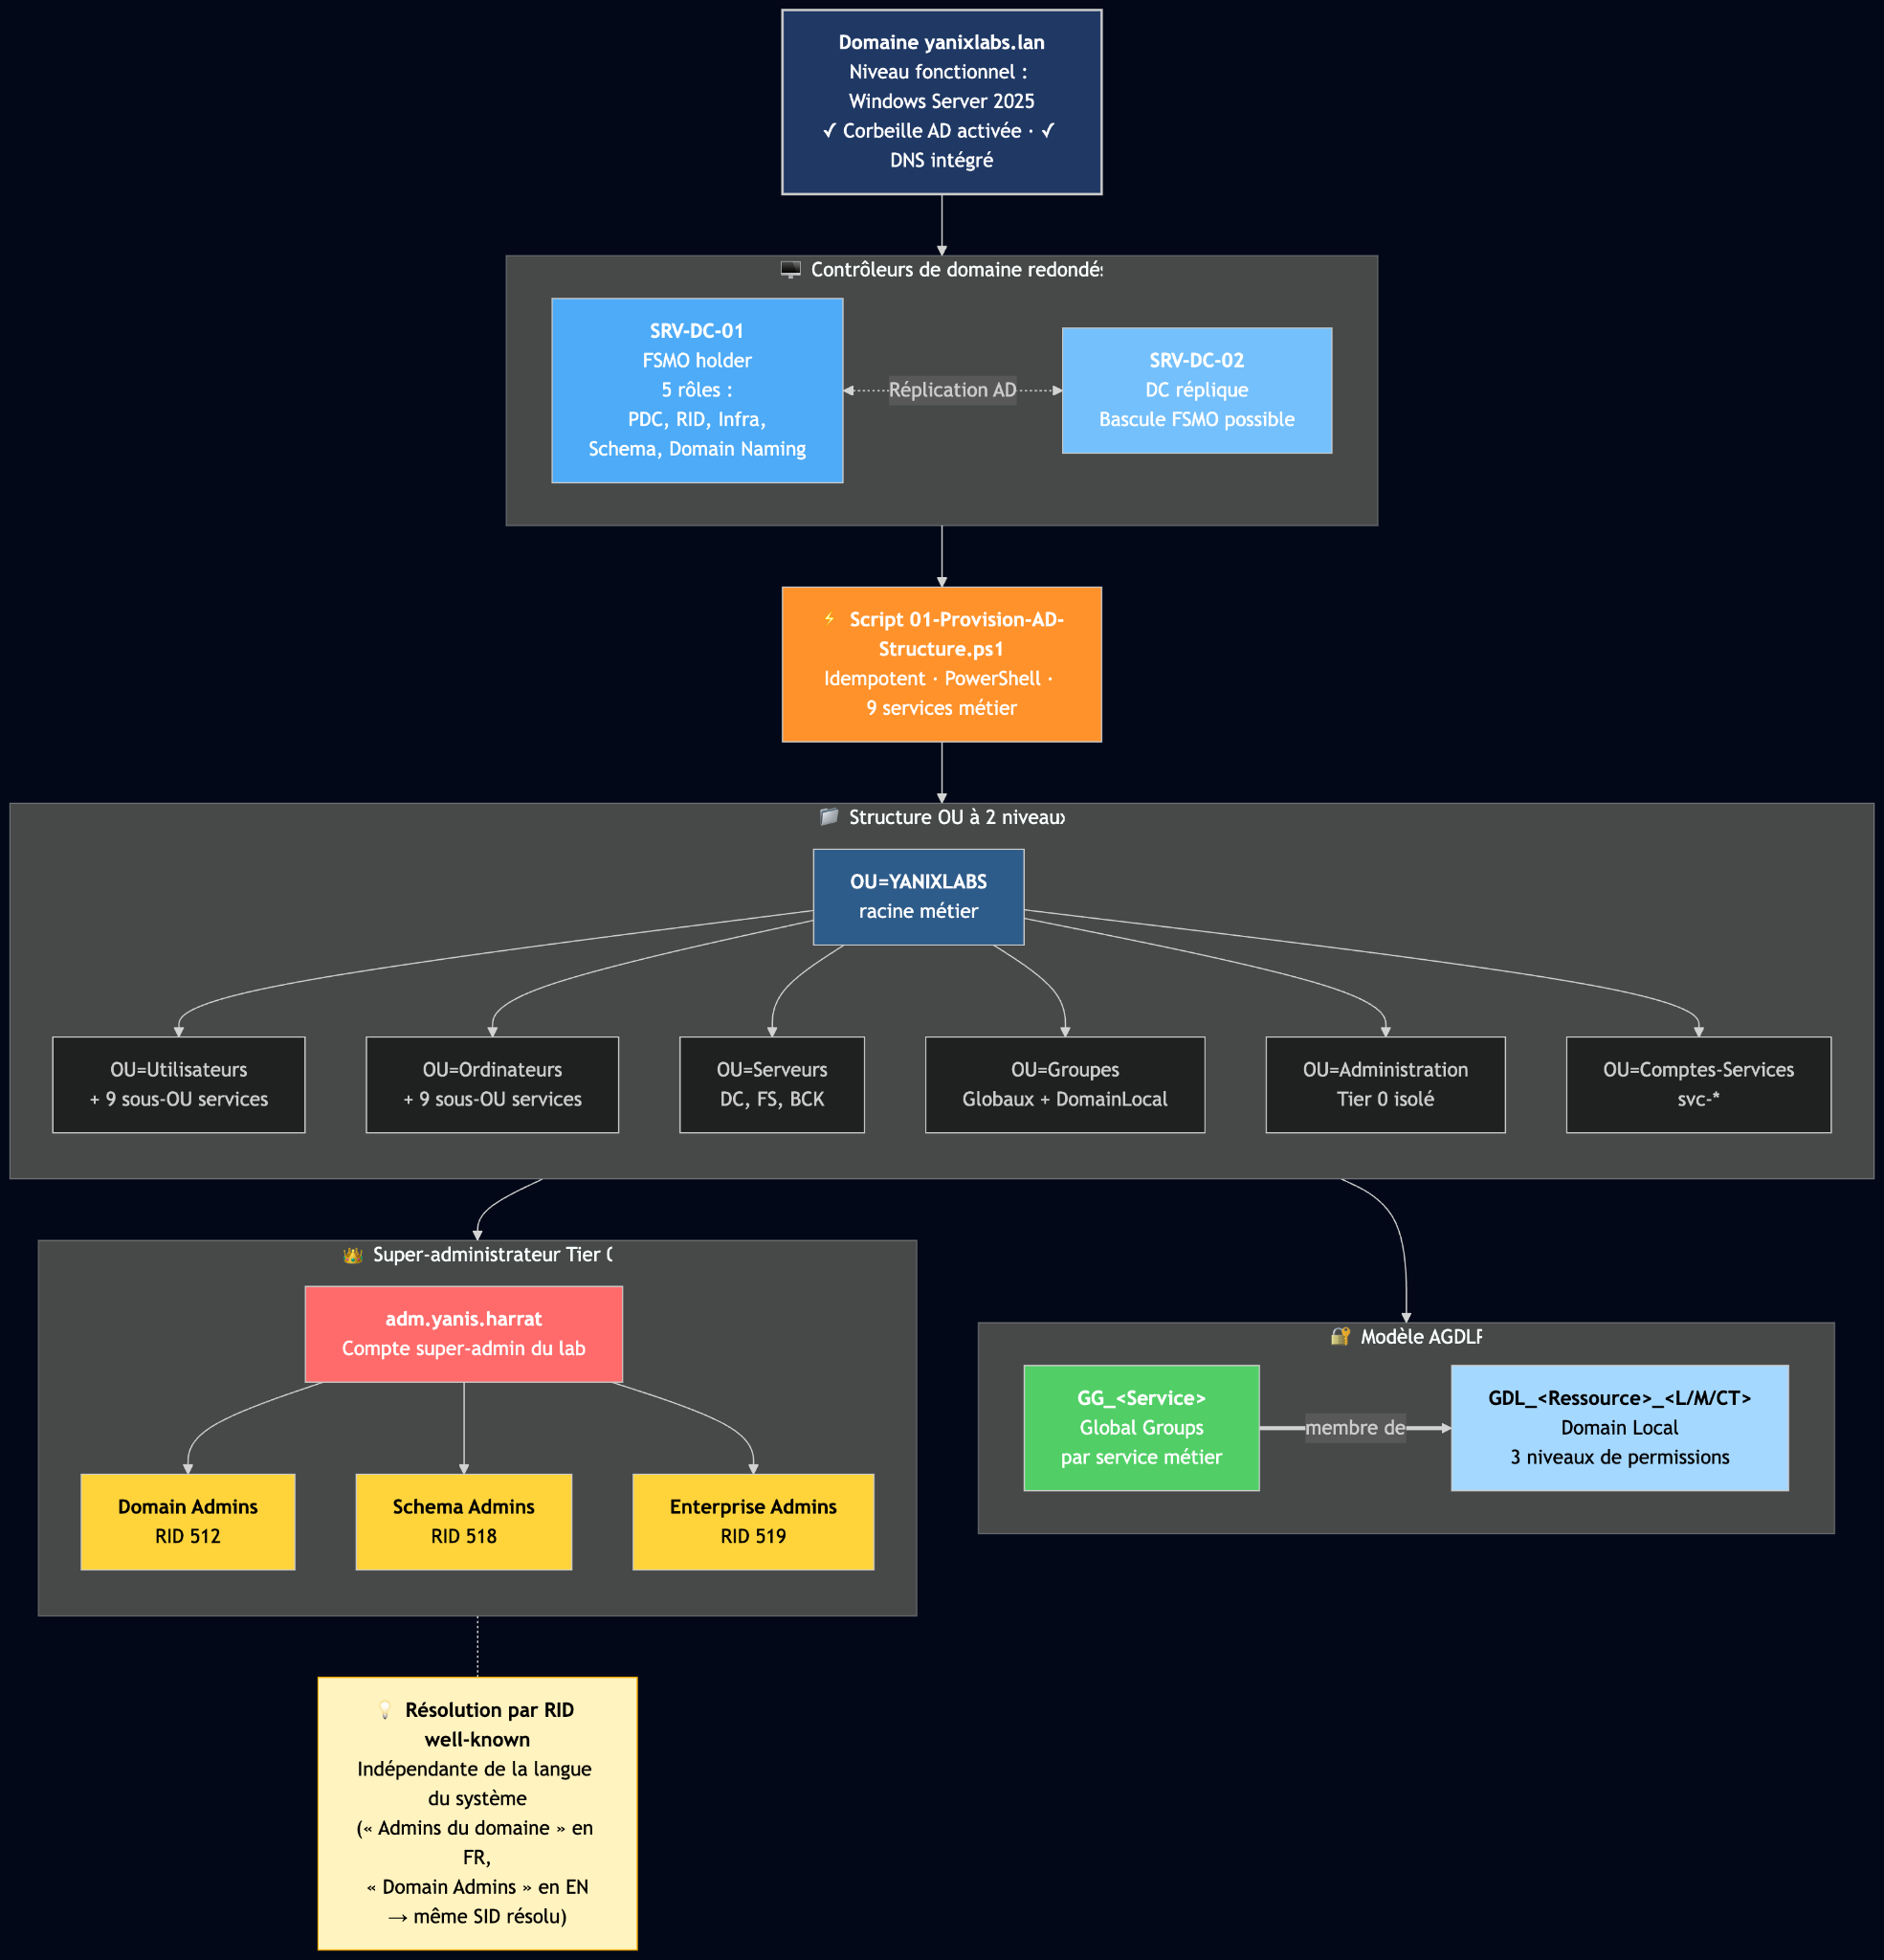 Domaine yanixlabs.lan
Niveau fonctionnel :
Windows Server 2025
✓ Corbeille AD activée · ✓
DNS intégré
🖥️ Contrôleurs de domaine redondés
SRV-DC-01
FSMO holder
5 rôles :
PDC, RID, Infra,
Schema, Domain Naming
Réplication AD
SRV-DC-02
DC réplique
Bascule FSMO possible
⚡ Script 01-Provision-AD-
Structure.ps1
Idempotent · PowerShell ·
9 services métier
📁 Structure OU à 2 niveaux
OU=YANIXLABS
racine métier
OU=Utilisateurs
+ 9 sous-OU services
OU=Ordinateurs
+ 9 sous-OU services
OU=Serveurs
DC, FS, BCK
OU=Groupes
Globaux + DomainLocal
OU=Administration
Tier 0 isolé
OU=Comptes-Services
svc-*
👑 Super-administrateur Tier 0
adm.yanis.harrat
Compte super-admin du lab
Domain Admins
RID 512
Schema Admins
RID 518
Enterprise Admins
RID 519
🔐 Modèle AGDLP
GG_<Service>
Global Groups
par service métier
membre de
GDL_<Ressource>_<L/M/CT>
Domain Local
3 niveaux de permissions
💡 Résolution par RID
well-known
Indépendante de la langue
du système
(« Admins du domaine » en
FR,
« Domain Admins » en EN
→ même SID résolu)